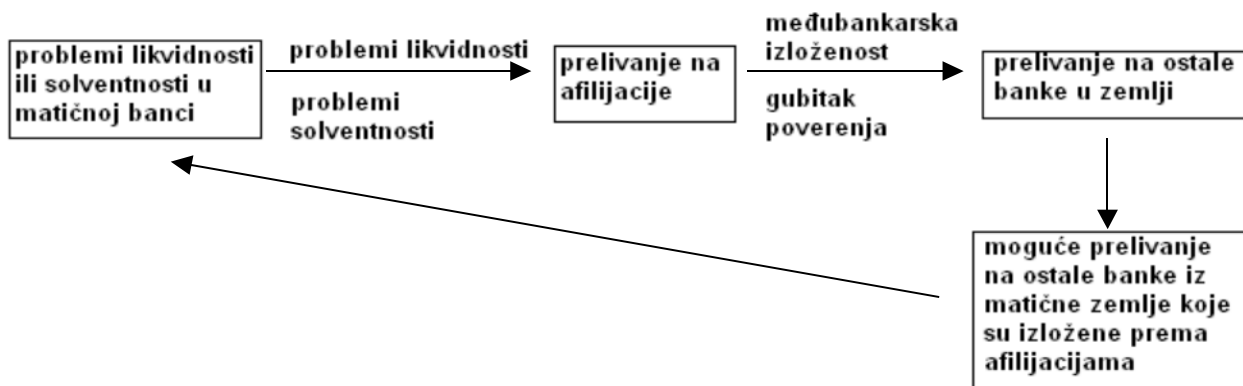 problemi likvidnosti
ili solventnosti u
matičnoj banci
problemi likvidnosti
problemi
solventnosti
prelivanje na
afilijacije
međubankarska
izloženost
gubitak
poverenja
prelivanje na ostale
banke u zemlji
moguće prelivanje
na ostale banke iz
matične zemlje koje
su izložene prema
afilijacijama